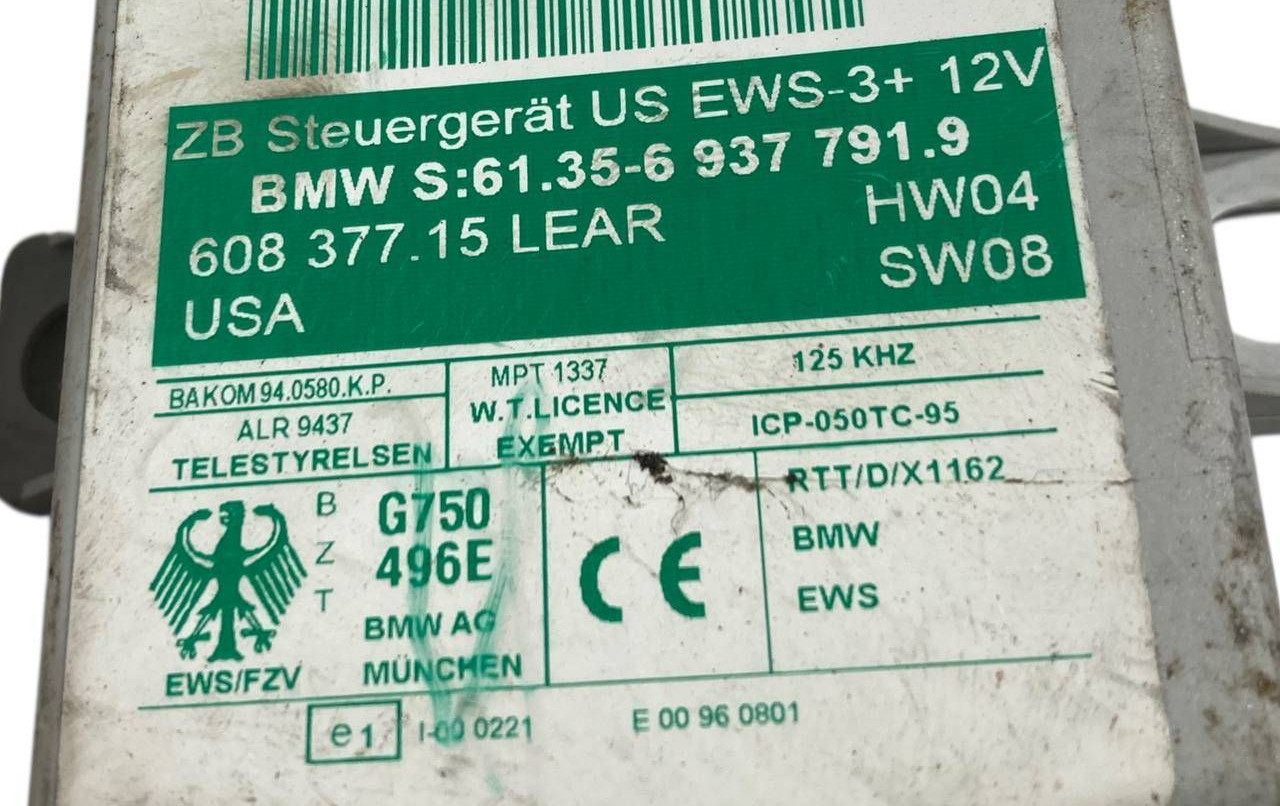 ZB Steuergerät US EWS-3+ 12V
BMW S:61.35-6 937 791.9
608 377.15 LEAR HW04
USA SW08
BAKOM 94.0580.K.P.
ALR 9437
TELESTYRELSEN
MPT 1337
W.T.LICENCE
EXEMPT
125 KHZ
ICP-050TC-95
B
Z
T
G750
496E
BMW AG
MÜNCHEN
EWS/FZV
CE
RTT/D/X1162
BMW
EWS
e1 I-00 0221 E 00 96 0801